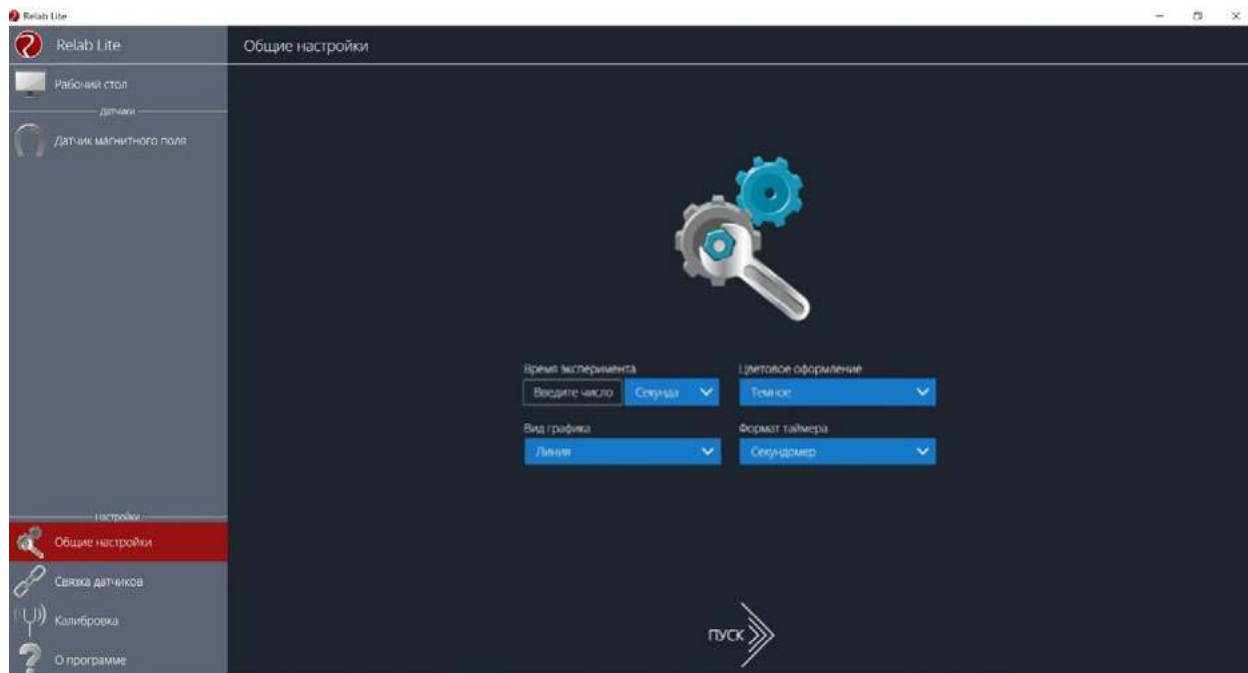 Relab Lite
Relab Lite
Общие настройки
Рабочий стол
Датчики
Датчик магнитного поля
Время эксперимента
Введите число
Секунда
Цветовое оформление
Темное
Вид графика
Линия
Формат таймера
Секундомер
Настройки
Общие настройки
Связка датчиков
Калибровка
О программе
ПУСК